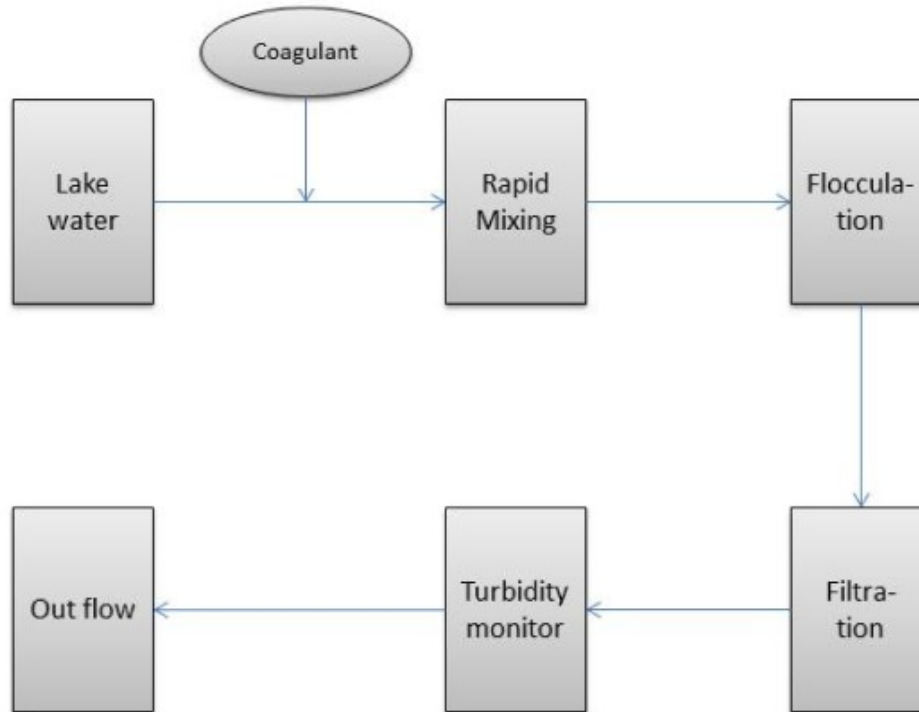 Coagulant
Lake
water
Rapid
Mixing
Floccula-
tion
Out flow
Turbidity
monitor
Filtra-
tion